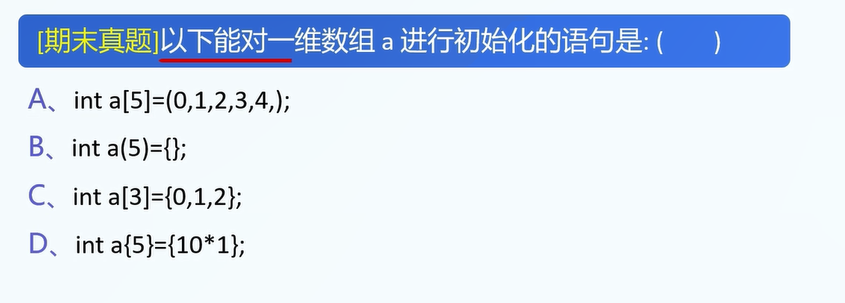 [期末真题]以下能对一维数组 a 进行初始化的语句是: (  )
A、int a[5]=(0,1,2,3,4,);
B、int a(5)={};
C、int a[3]={0,1,2};
D、int a{5}={10*1};